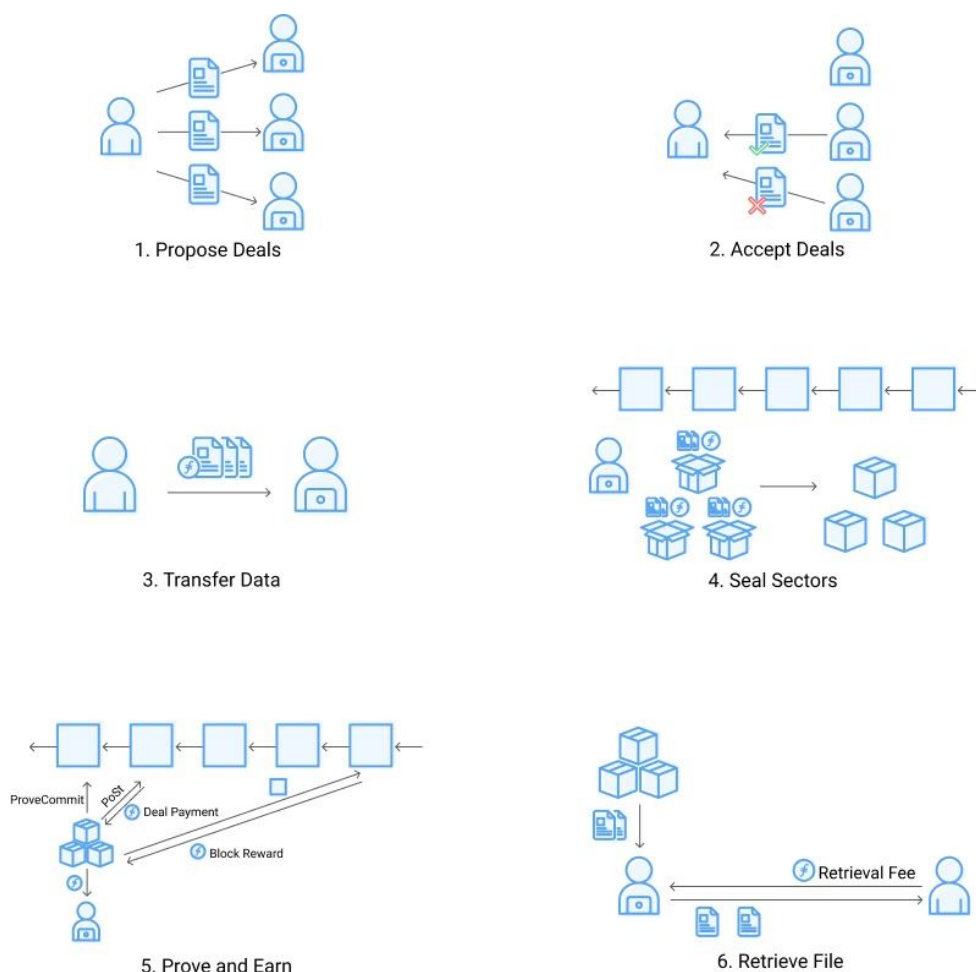 1. Propose Deals
2. Accept Deals
3. Transfer Data
4. Seal Sectors
ProveCommit
PoSt
Deal Payment
Block Reward
5. Prove and Earn
Retrieval Fee
6. Retrieve File